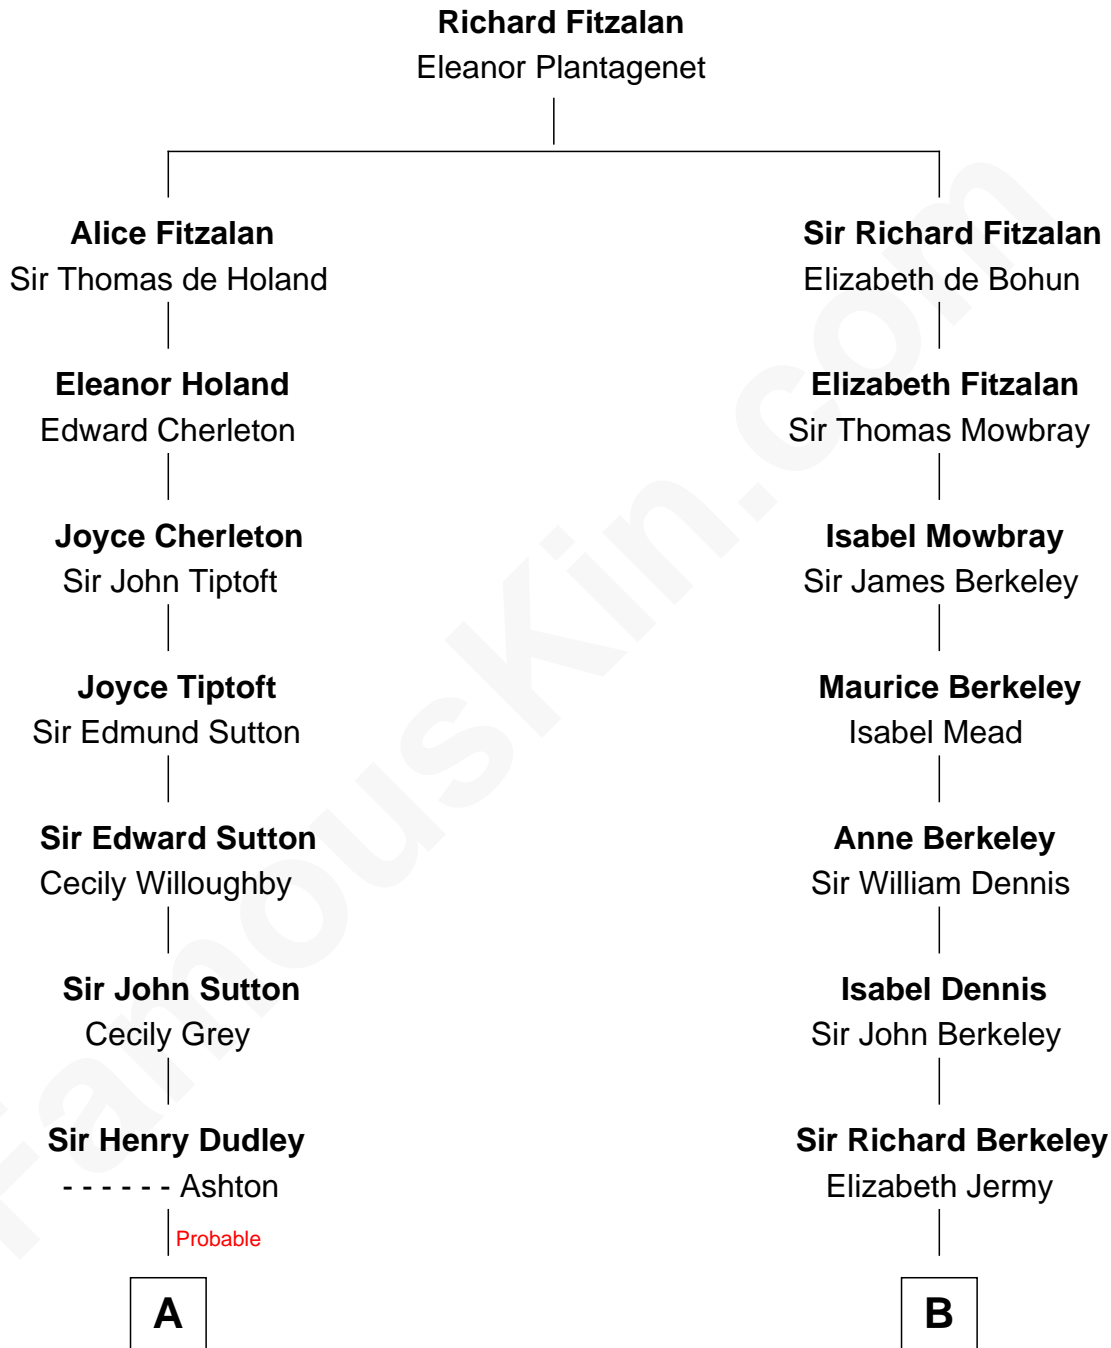 Richard Fitzalan
Eleanor Plantagenet
Alice Fitzalan
Sir Thomas de Holand
Sir Richard Fitzalan
Elizabeth de Bohun
Eleanor Holand
Edward Cherleton
Elizabeth Fitzalan
Sir Thomas Mowbray
Joyce Cherleton
Sir John Tiptoft
Isabel Mowbray
Sir James Berkeley
Joyce Tiptoft
Sir Edmund Sutton
Maurice Berkeley
Isabel Mead
Sir Edward Sutton
Cecily Willoughby
Anne Berkeley
Sir William Dennis
Sir John Sutton
Cecily Grey
Isabel Dennis
Sir John Berkeley
Sir Henry Dudley
- - - - - - Ashton
Sir Richard Berkeley
Elizabeth Jermy
Probable
A
B
FamousKin.com